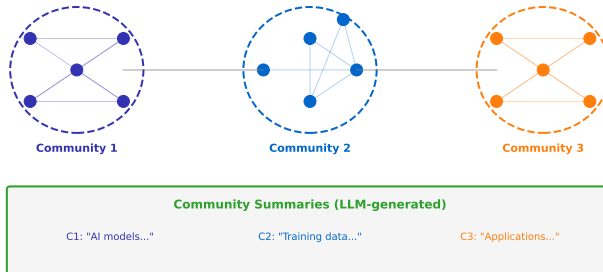 Community 1
Community 2
Community 3
Community Summaries (LLM-generated)
C1: "AI models..."
C2: "Training data..."
C3: "Applications..."